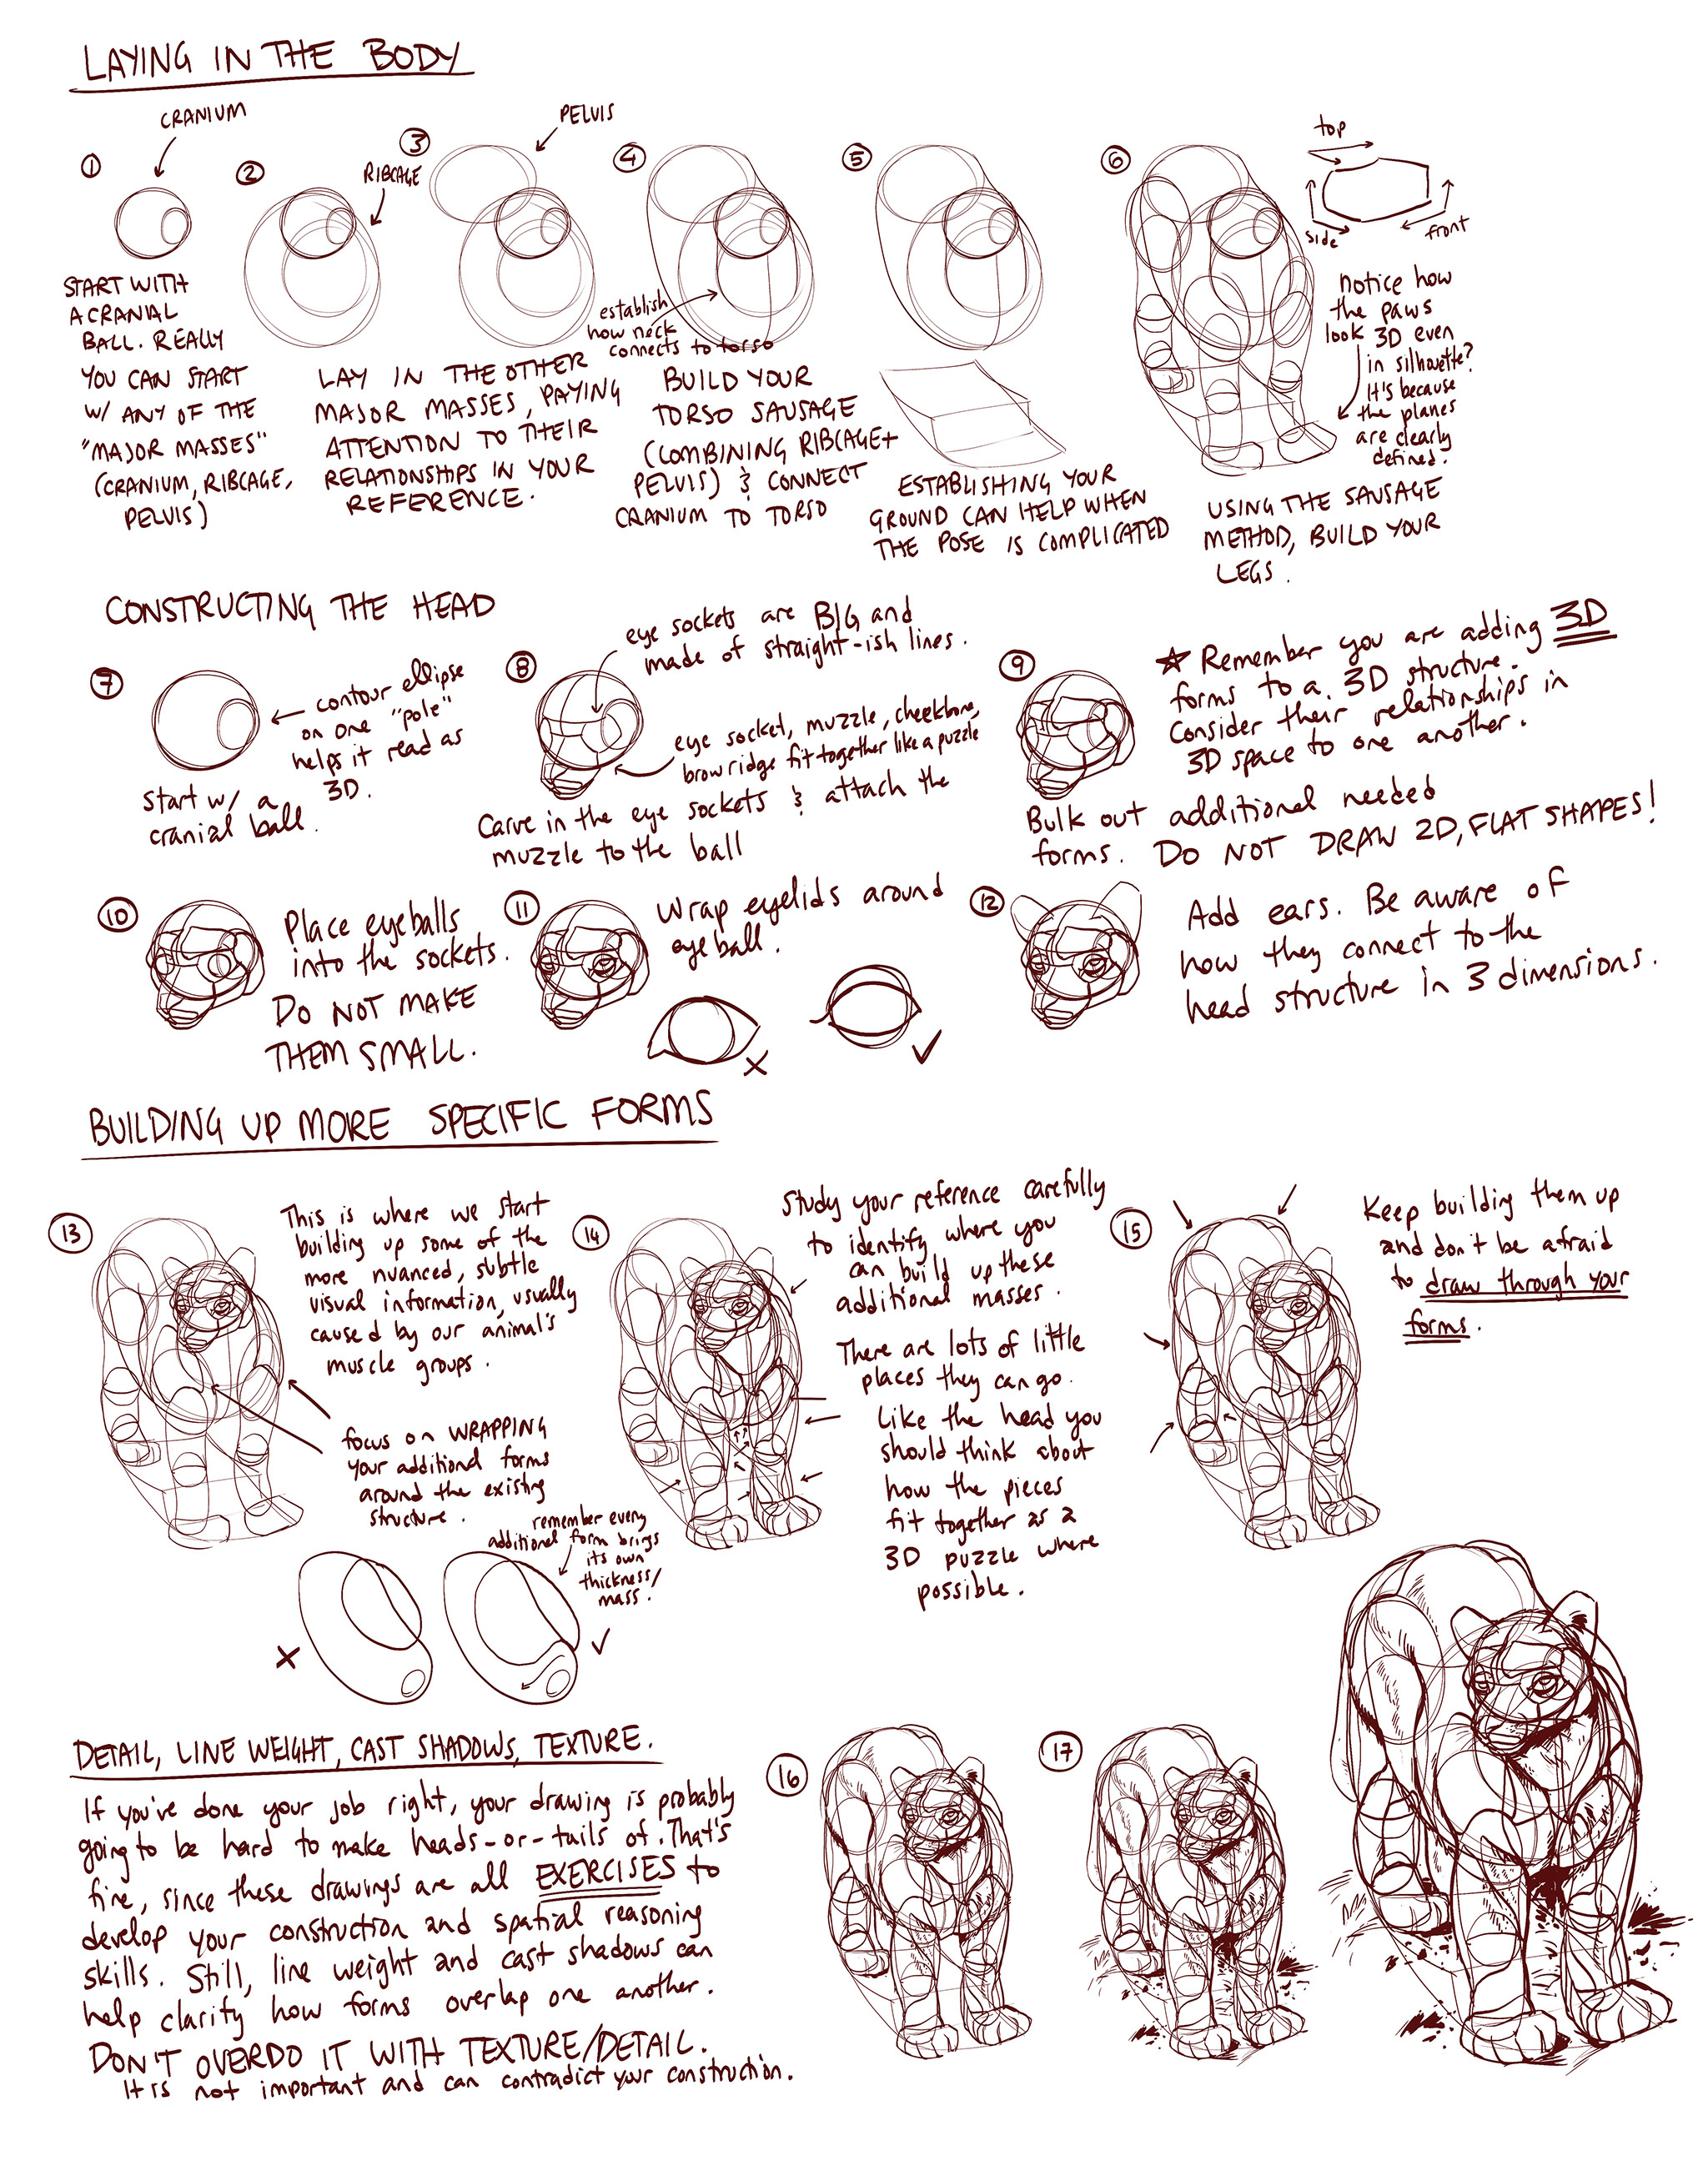 LAYING IN THE BODY
CRANIUM
1
START WITH
A CRANIAL
BALL. REALLY
YOU CAN START
W/ ANY OF THE
"MAJOR MASSES"
(CRANIUM, RIBCAGE,
PELVIS)
2
RIBCAGE
3
PELVIS
LAY IN THE OTHER
MAJOR MASSES, PAYING
ATTENTION TO THEIR
RELATIONSHIPS IN YOUR
REFERENCE.
4
establish
how neck
connects to torso
BUILD YOUR
TORSO SAUSAGE
(COMBINING RIBCAGE+
PELVIS) & CONNECT
CRANIUM TO TORSO
5
ESTABLISHING YOUR
GROUND CAN HELP WHEN
THE POSE IS COMPLICATED
6
top
side
front
notice how
the paws
look 3D even
in silhouette?
It's because
the planes
are clearly
defined.
USING THE SAUSAGE
METHOD, BUILD YOUR
LEGS.
CONSTRUCTING THE HEAD
7
contour ellipse
on one "pole"
helps it read as
3D.
Start w/ a
cranial ball.
8
eye sockets are BIG and
made of straight-ish lines.
eye socket, muzzle, cheekbone,
brow ridge fit together like a puzzle
Carve in the eye sockets & attach the
muzzle to the ball
9
★ Remember you are adding 3D
forms to a 3D structure.
Consider their relationships in
3D space to one another.
Bulk out additional needed
forms. DO NOT DRAW 2D, FLAT SHAPES!
10
Place eyeballs
into the sockets.
DO NOT MAKE
THEM SMALL.
11
Wrap eyelids around
eyeball.
12
Add ears. Be aware of
how they connect to the
head structure in 3 dimensions.
BUILDING UP MORE SPECIFIC FORMS
13
This is where we start
building up some of the
more nuanced, subtle
visual information, usually
caused by our animal's
muscle groups.
focus on WRAPPING
your additional forms
around the existing
structure.
remember every
additional form brings
its own
thickness/
mass.
14
Study your reference carefully
to identify where you
can build up these
additional masses.
There are lots of little
places they can go.
Like the head you
should think about
how the pieces
fit together as a
3D puzzle where
possible.
15
Keep building them up
and don't be afraid
to draw through your
forms.
DETAIL, LINE WEIGHT, CAST SHADOWS, TEXTURE.
If you've done your job right, your drawing is probably
going to be hard to make heads-or-tails of. That's
fine, since these drawings are all EXERCISES to
develop your construction and spatial reasoning
skills. Still, line weight and cast shadows can
help clarify how forms overlap one another.
DON'T OVERDO IT WITH TEXTURE/DETAIL.
It is not important and can contradict your construction.
16
17